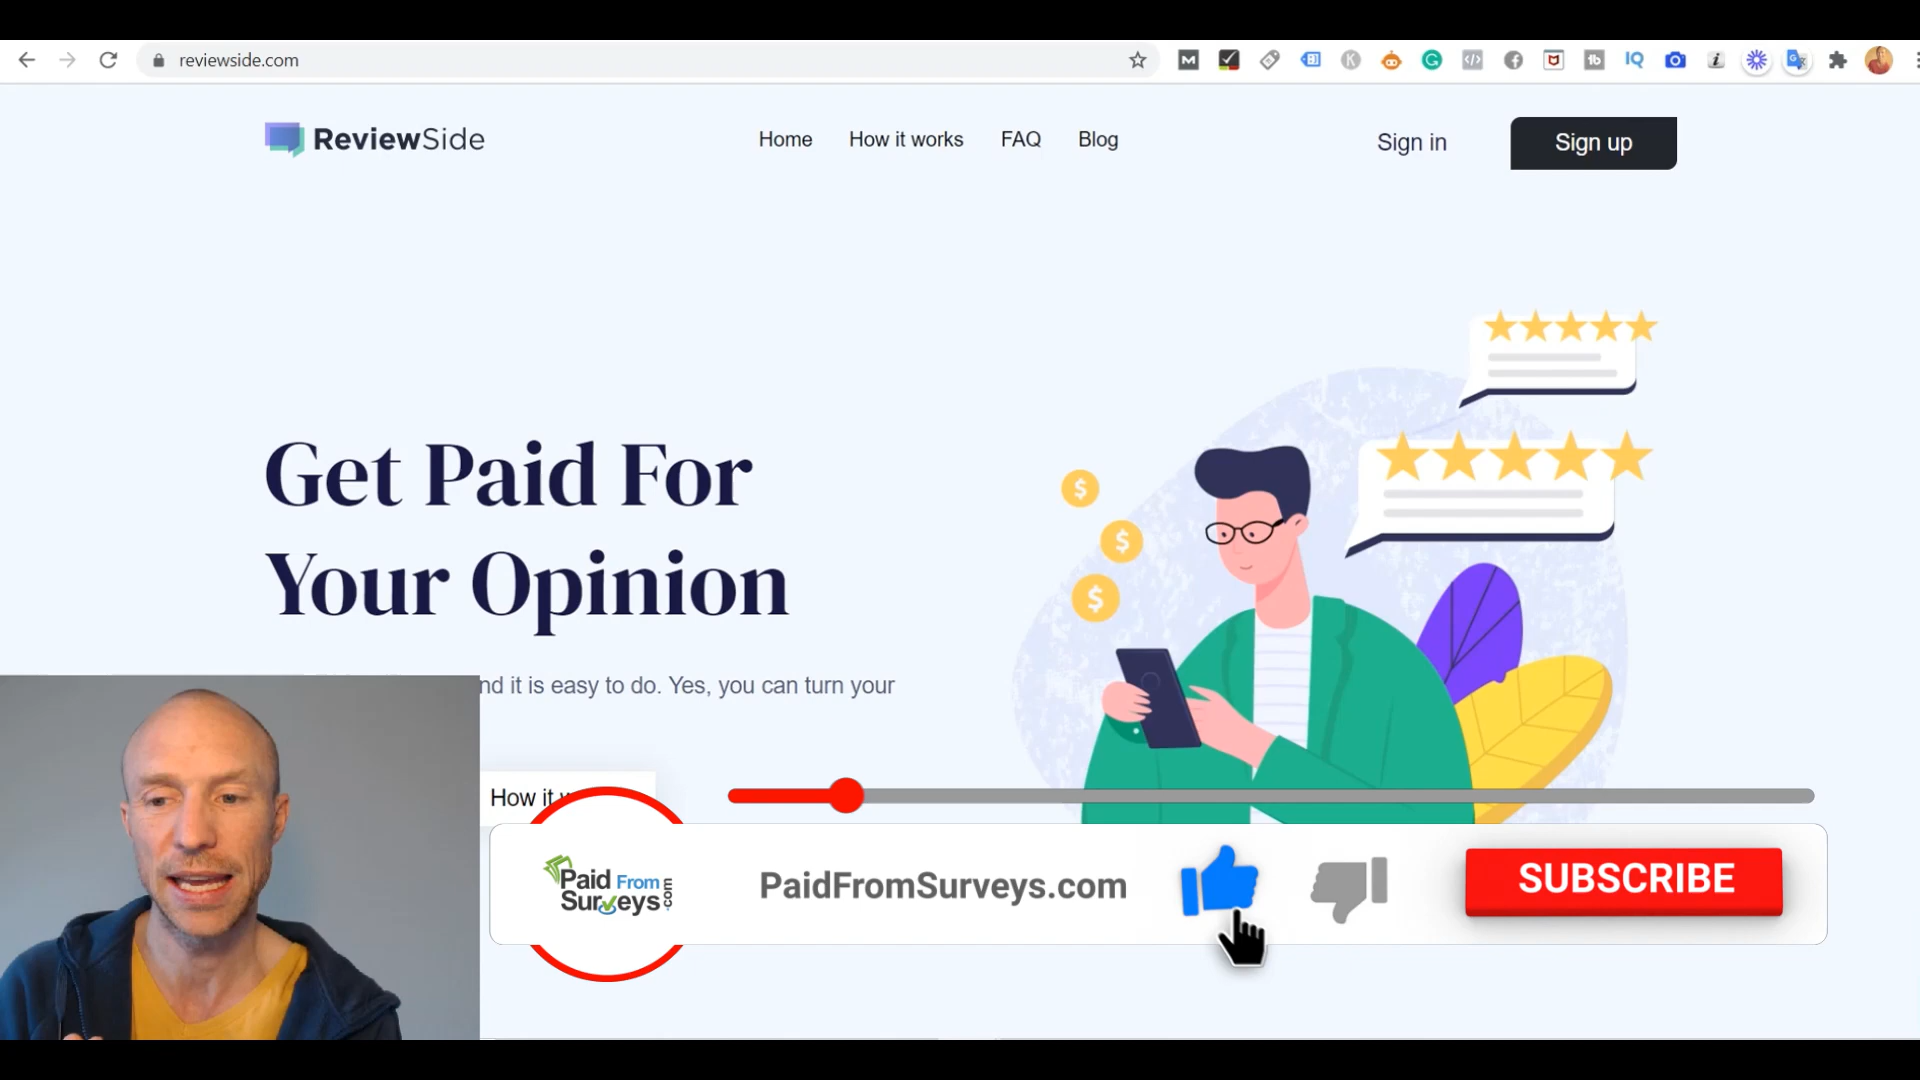 reviewside.com
ReviewSide
Home
How it works
FAQ
Blog
Sign in
Sign up
Get Paid For
Your Opinion
nd it is easy to do. Yes, you can turn your
How it
Paid From
Surveys.com
PaidFromSurveys.com
SUBSCRIBE